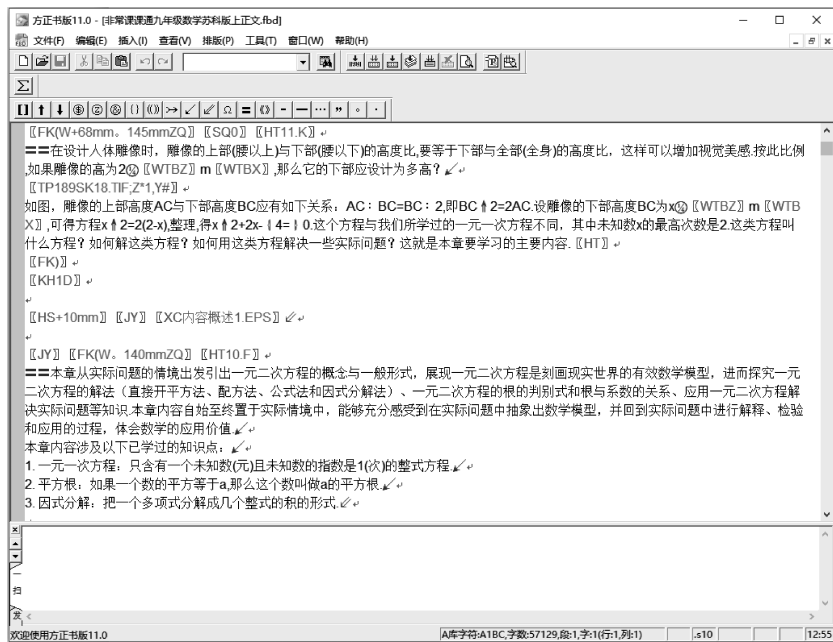 方正书版11.0 - [非常课课通九年级数学苏科版上正文.fbd]
文件(F) 编辑(E) 插入(I) 查看(V) 排版(P) 工具(T) 窗口(W) 帮助(H)
〖FK(W+68mm。145mmZQ〗〖SQ0〗〖HT11.K〗
==在设计人体雕像时，雕像的上部(腰以上)与下部(腰以下)的高度比,要等于下部与全部(全身)的高度比，这样可以增加视觉美感.按此比例
,如果雕像的高为2〖WTBZ〗m〖WTBX〗,那么它的下部应设计为多高？↙
〖TP189SK18.TIF;Z*1,Y#〗
如图，雕像的上部高度AC与下部高度BC应有如下关系：AC：BC=BC：2,即BC⬆2=2AC.设雕像的下部高度BC为x〖WTBZ〗m〖WTB
X〗,可得方程x⬆2=2(2-x),整理,得x⬆2+2x-4=0.这个方程与我们所学过的一元一次方程不同，其中未知数x的最高次数是2.这类方程叫
什么方程？如何解这类方程？如何用这类方程解决一些实际问题？这就是本章要学习的主要内容.〖HT〗
〖FK)〗
〖KH1D〗
〖HS+10mm〗〖JY〗〖XC内容概述1.EPS〗
〖JY〗〖FK(W。140mmZQ〗〖HT10.F〗
==本章从实际问题的情境出发引出一元二次方程的概念与一般形式，展现一元二次方程是刻画现实世界的有效数学模型，进而探究一元
二次方程的解法（直接开平方法、配方法、公式法和因式分解法）、一元二次方程的根的判别式和根与系数的关系、应用一元二次方程解
决实际问题等知识.本章内容自始至终置于实际情境中，能够充分感受到在实际问题中抽象出数学模型，并回到实际问题中进行解释、检验
和应用的过程，体会数学的应用价值.↙
本章内容涉及以下已学过的知识点：↙
1. 一元一次方程：只含有一个未知数(元)且未知数的指数是1(次)的整式方程.↙
2. 平方根：如果一个数的平方等于a,那么这个数叫做a的平方根.↙
3. 因式分解：把一个多项式分解成几个整式的积的形式.
扫
发
欢迎使用方正书版11.0
A库字符:A1BC,字数:57129,段:1,字:1(行:1,列:1)
.s10
12:55